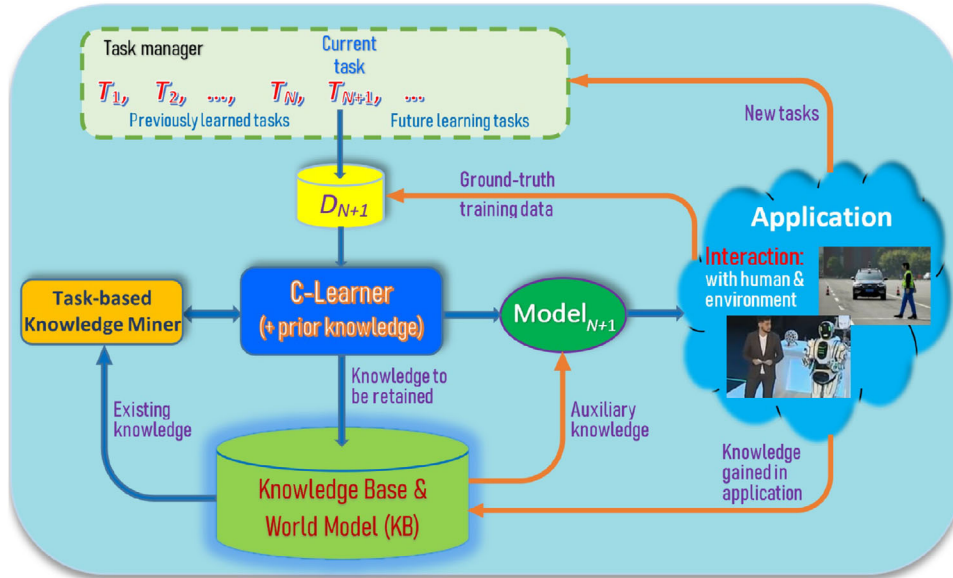 Task manager
Current
task
T1, T2, ..., TN, TN+1, ...
Previously learned tasks
Future learning tasks
New tasks
DN+1
Ground-truth
training data
Application
Interaction:
with human &
environment
Task-based
Knowledge Miner
C-Learner
(+ prior knowledge)
ModelN+1
Knowledge to
be retained
Existing
knowledge
Auxiliary
knowledge
Knowledge
gained in
application
Knowledge Base &
World Model (KB)